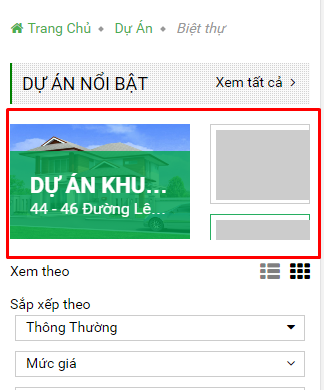 Trang Chủ Dự Án Biệt thự
DỰ ÁN NỔI BẬT Xem tất cả
DỰ ÁN KHU...
44 - 46 Đường Lê...
Xem theo
Sắp xếp theo
Thông Thường
Mức giá